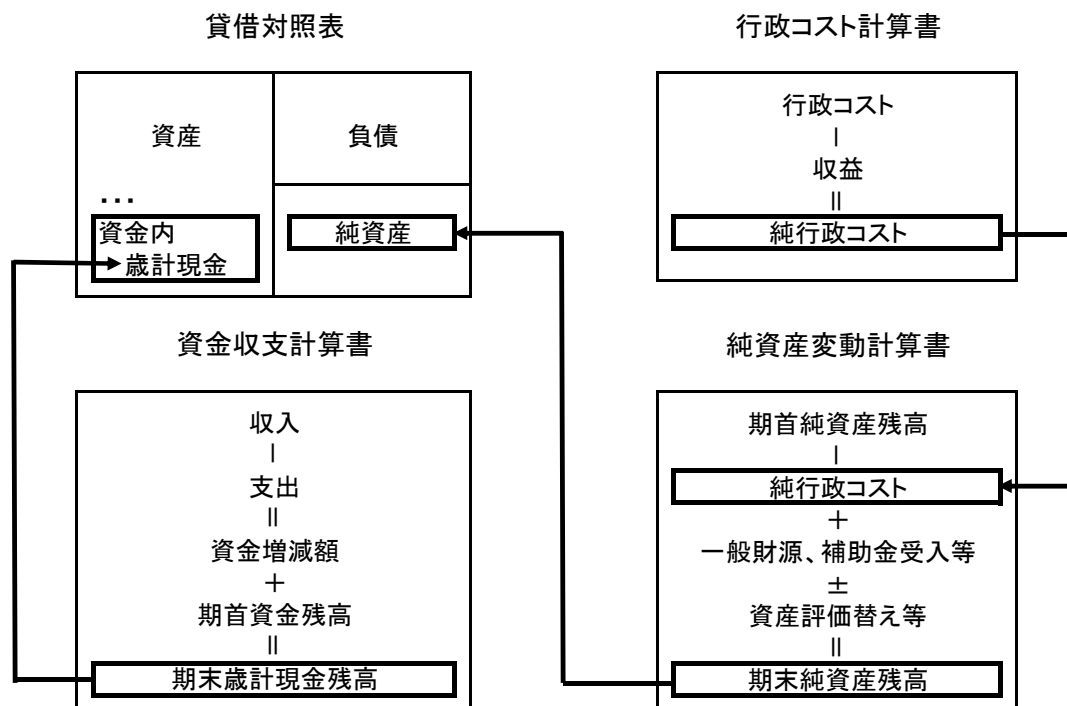 貸借対照表
資産
負債
・・・
資金内
歳計現金
純資産
行政コスト計算書
行政コスト
－
収益
＝
純行政コスト
資金収支計算書
収入
－
支出
＝
資金増減額
＋
期首資金残高
＝
期末歳計現金残高
純資産変動計算書
期首純資産残高
－
純行政コスト
＋
一般財源、補助金受入等
±
資産評価替え等
＝
期末純資産残高